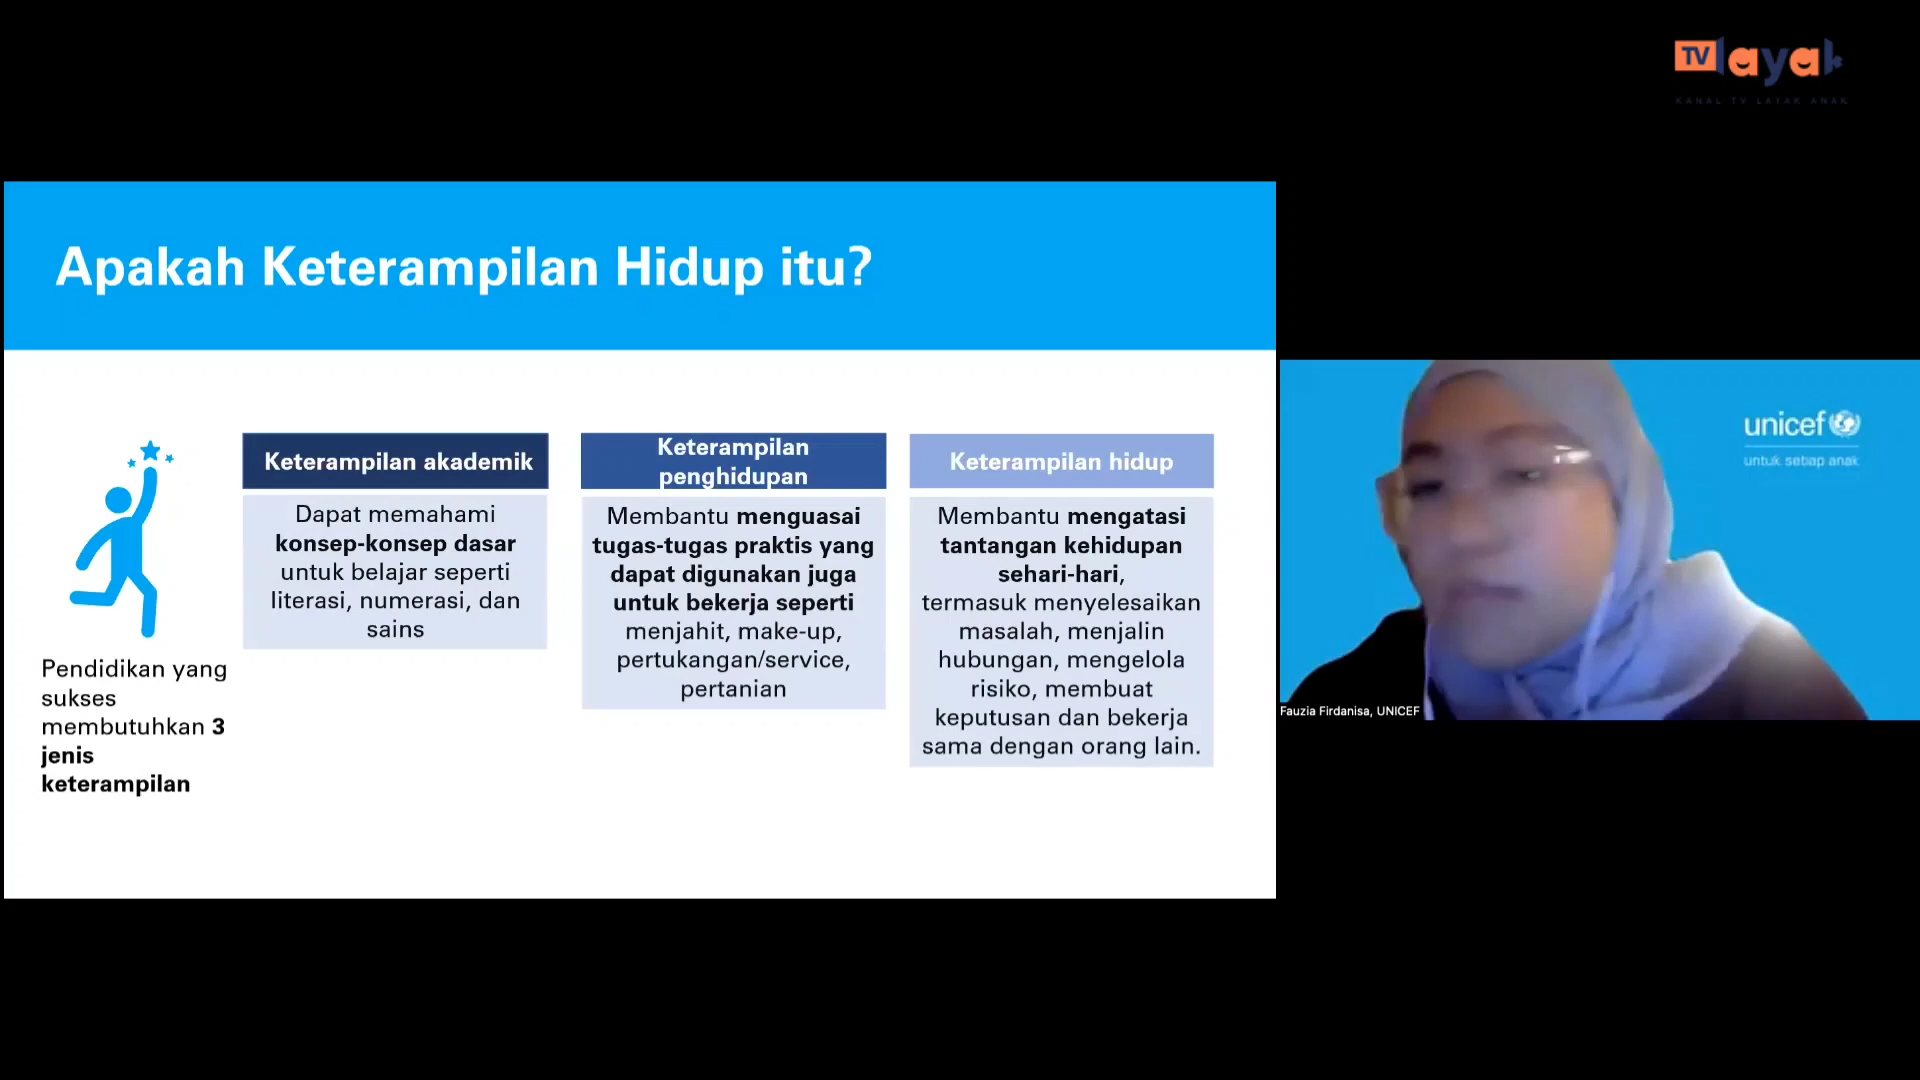 TV layak
KANAL TV LAYAK ANAK
Apakah Keterampilan Hidup itu?
Pendidikan yang
sukses
membutuhkan 3
jenis
keterampilan
Keterampilan akademik
Dapat memahami
konsep-konsep dasar
untuk belajar seperti
literasi, numerasi, dan
sains
Keterampilan
penghidupan
Membantu menguasai
tugas-tugas praktis yang
dapat digunakan juga
untuk bekerja seperti
menjahit, make-up,
pertukangan/service,
pertanian
Keterampilan hidup
Membantu mengatasi
tantangan kehidupan
sehari-hari,
termasuk menyelesaikan
masalah, menjalin
hubungan, mengelola
risiko, membuat
keputusan dan bekerja
sama dengan orang lain.
unicef
untuk setiap anak
Fauzia Firdanisa, UNICEF